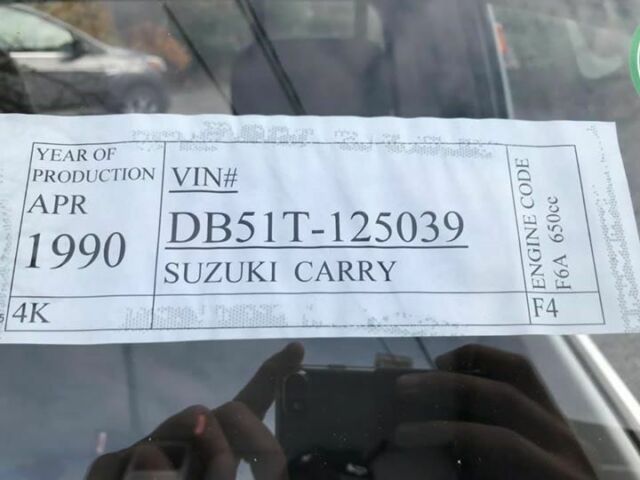 YEAR OF
PRODUCTION
APR
1990
4K
VIN#
DB51T-125039
SUZUKI CARRY
ENGINE CODE
F6A 650cc
F4